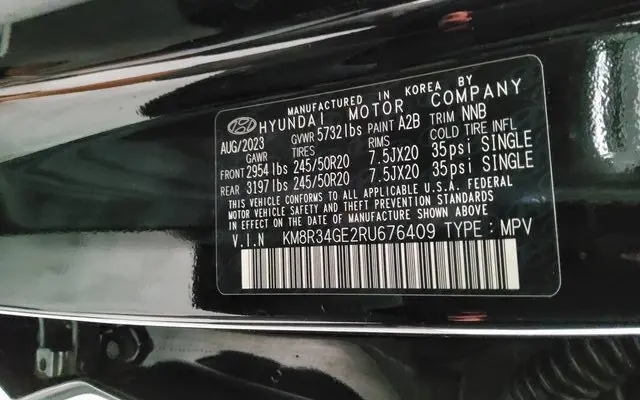 MANUFACTURED IN KOREA BY
HYUNDAI MOTOR COMPANY
AUG/2023 GVWR 5732lbs PAINT A2B TRIM NNB
GAWR TIRES RIMS COLD TIRE INFL
FRONT 2954lbs 245/50R20 7.5JX20 35psi SINGLE
REAR 3197lbs 245/50R20 7.5JX20 35psi SINGLE
THIS VEHICLE CONFORMS TO ALL APPLICABLE U.S.A. FEDERAL
MOTOR VEHICLE SAFETY AND THEFT PREVENTION STANDARDS
IN EFFECT ON THE DATE OF MANUFACTURE SHOWN ABOVE
V.I.N KM8R34GE2RU676409 TYPE : MPV